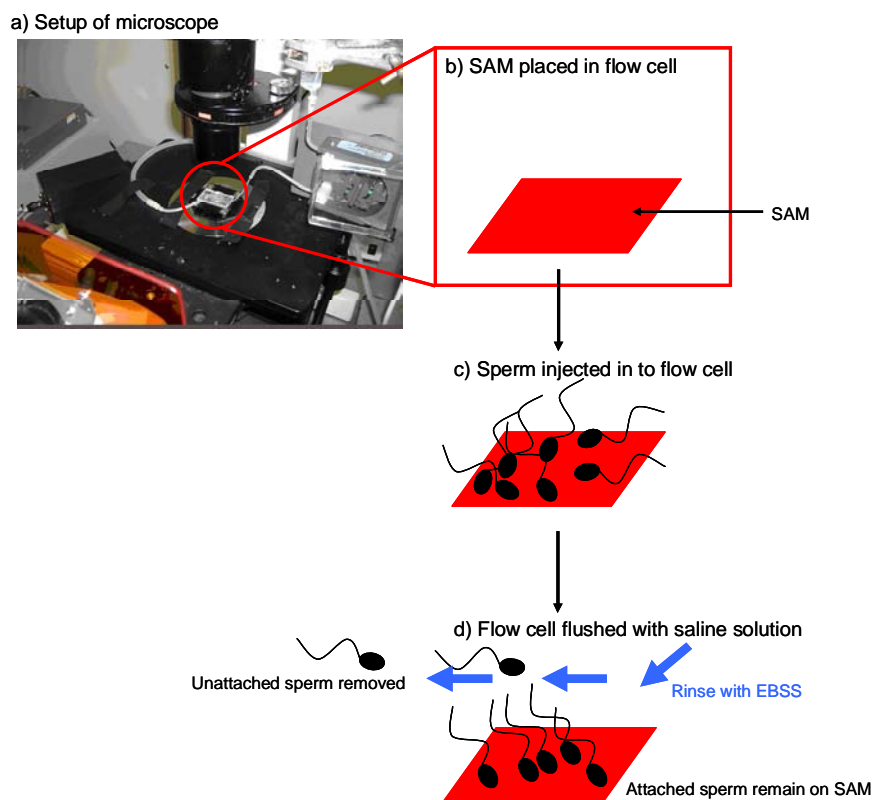 a) Setup of microscope
b) SAM placed in flow cell
SAM
c) Sperm injected in to flow cell
d) Flow cell flushed with saline solution
Unattached sperm removed
Rinse with EBSS
Attached sperm remain on SAM